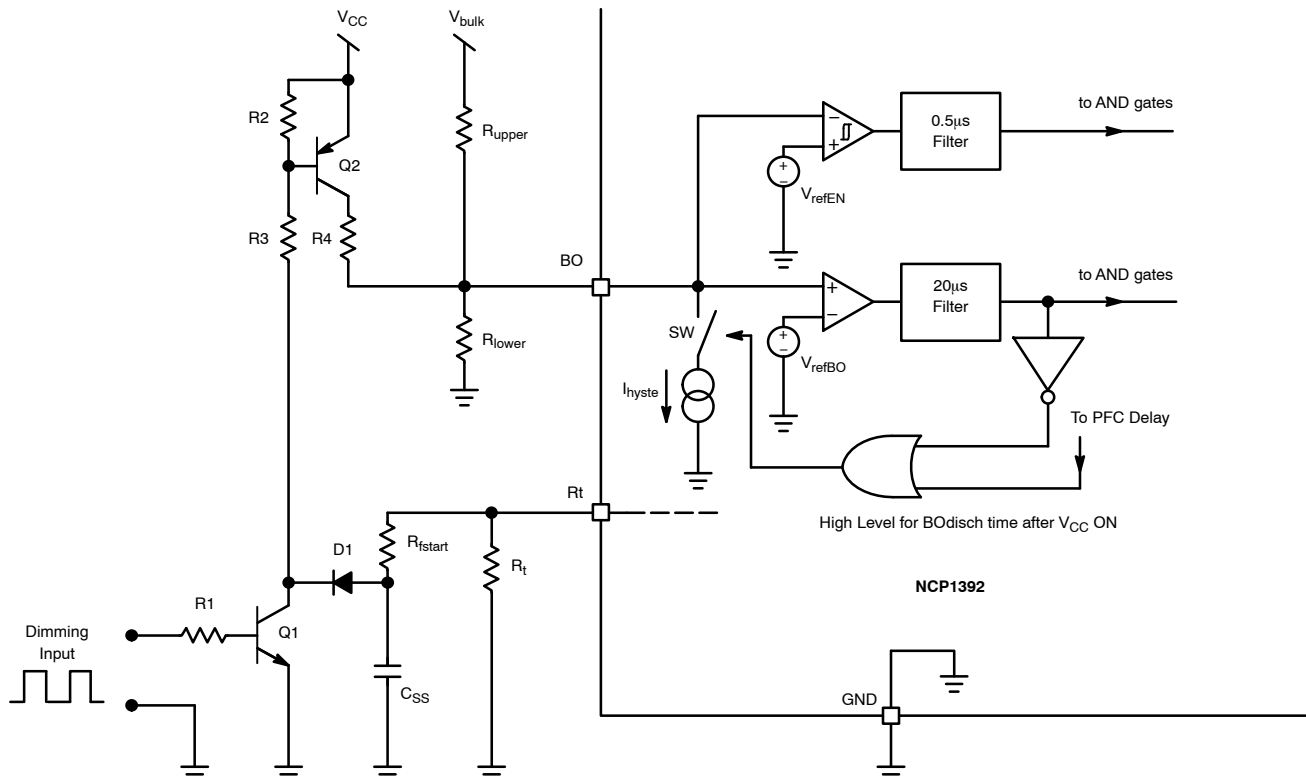 VCC
Vbulk
R2
Q2
R3
R4
Rupper
Rlower
BO
+
−
VrefEN
−
+
0.5µs
Filter
to AND gates
SW
Ihyste
+
−
VrefBO
+
−
20µs
Filter
to AND gates
To PFC Delay
High Level for BOdisch time after VCC ON
Rt
Rfstart
Rt
D1
R1
Q1
CSS
Dimming
Input
NCP1392
GND